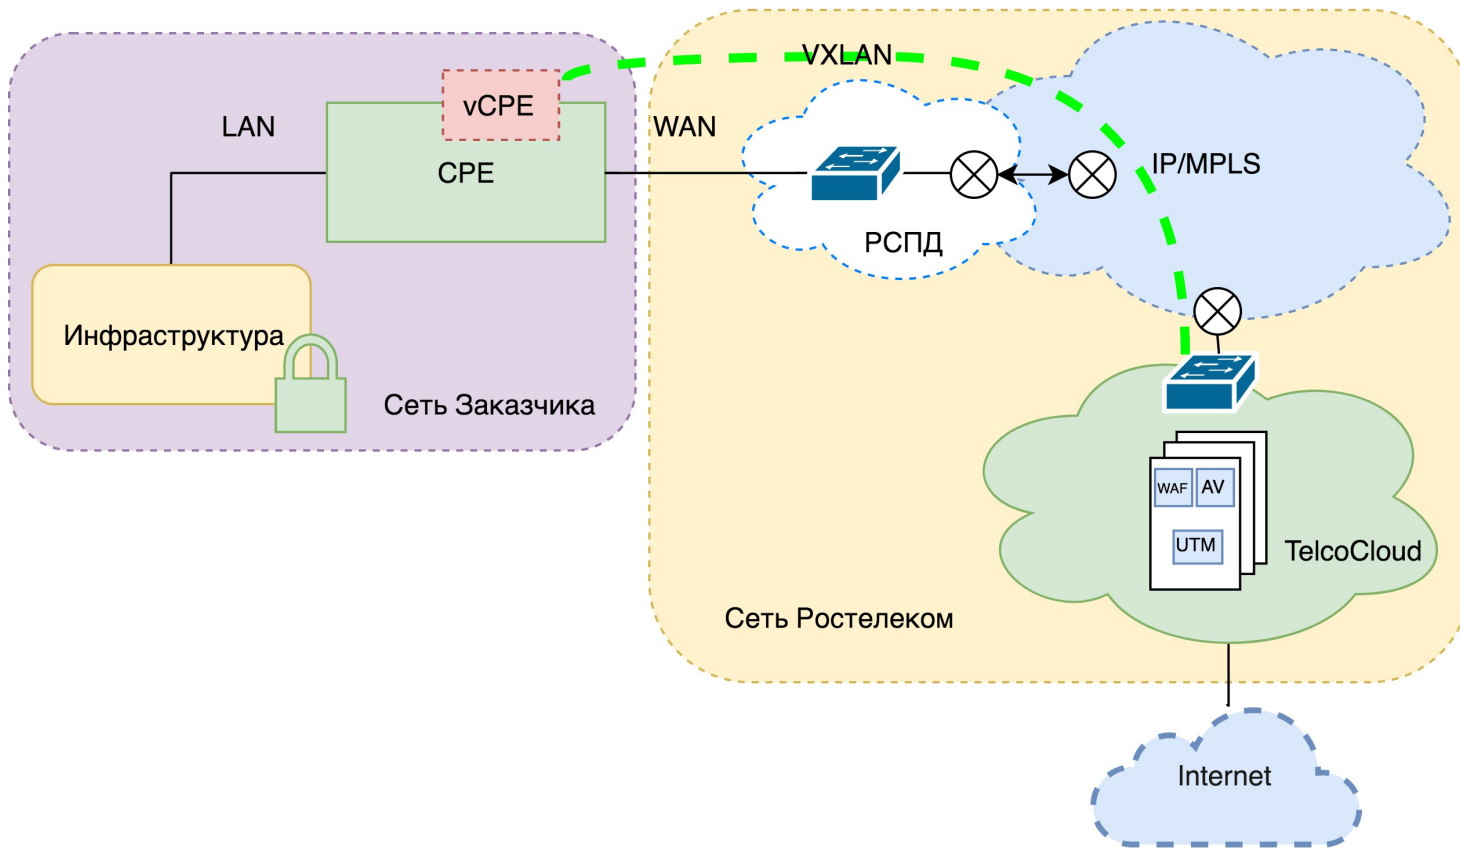 VXLAN
vCPE
LAN
WAN
CPE
IP/MPLS
РСПД
Инфраструктура
Сеть Заказчика
WAF
AV
UTM
TelcoCloud
Сеть Ростелеком
Internet